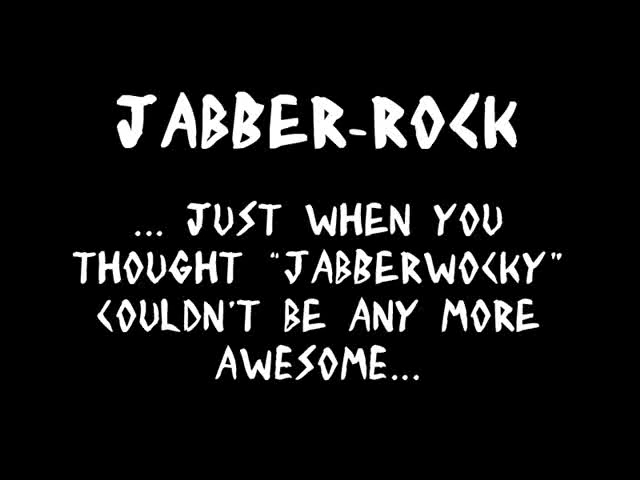 JABBER-ROCK
... JUST WHEN YOU
THOUGHT "JABBERWOCKY"
COULDN'T BE ANY MORE
AWESOME...